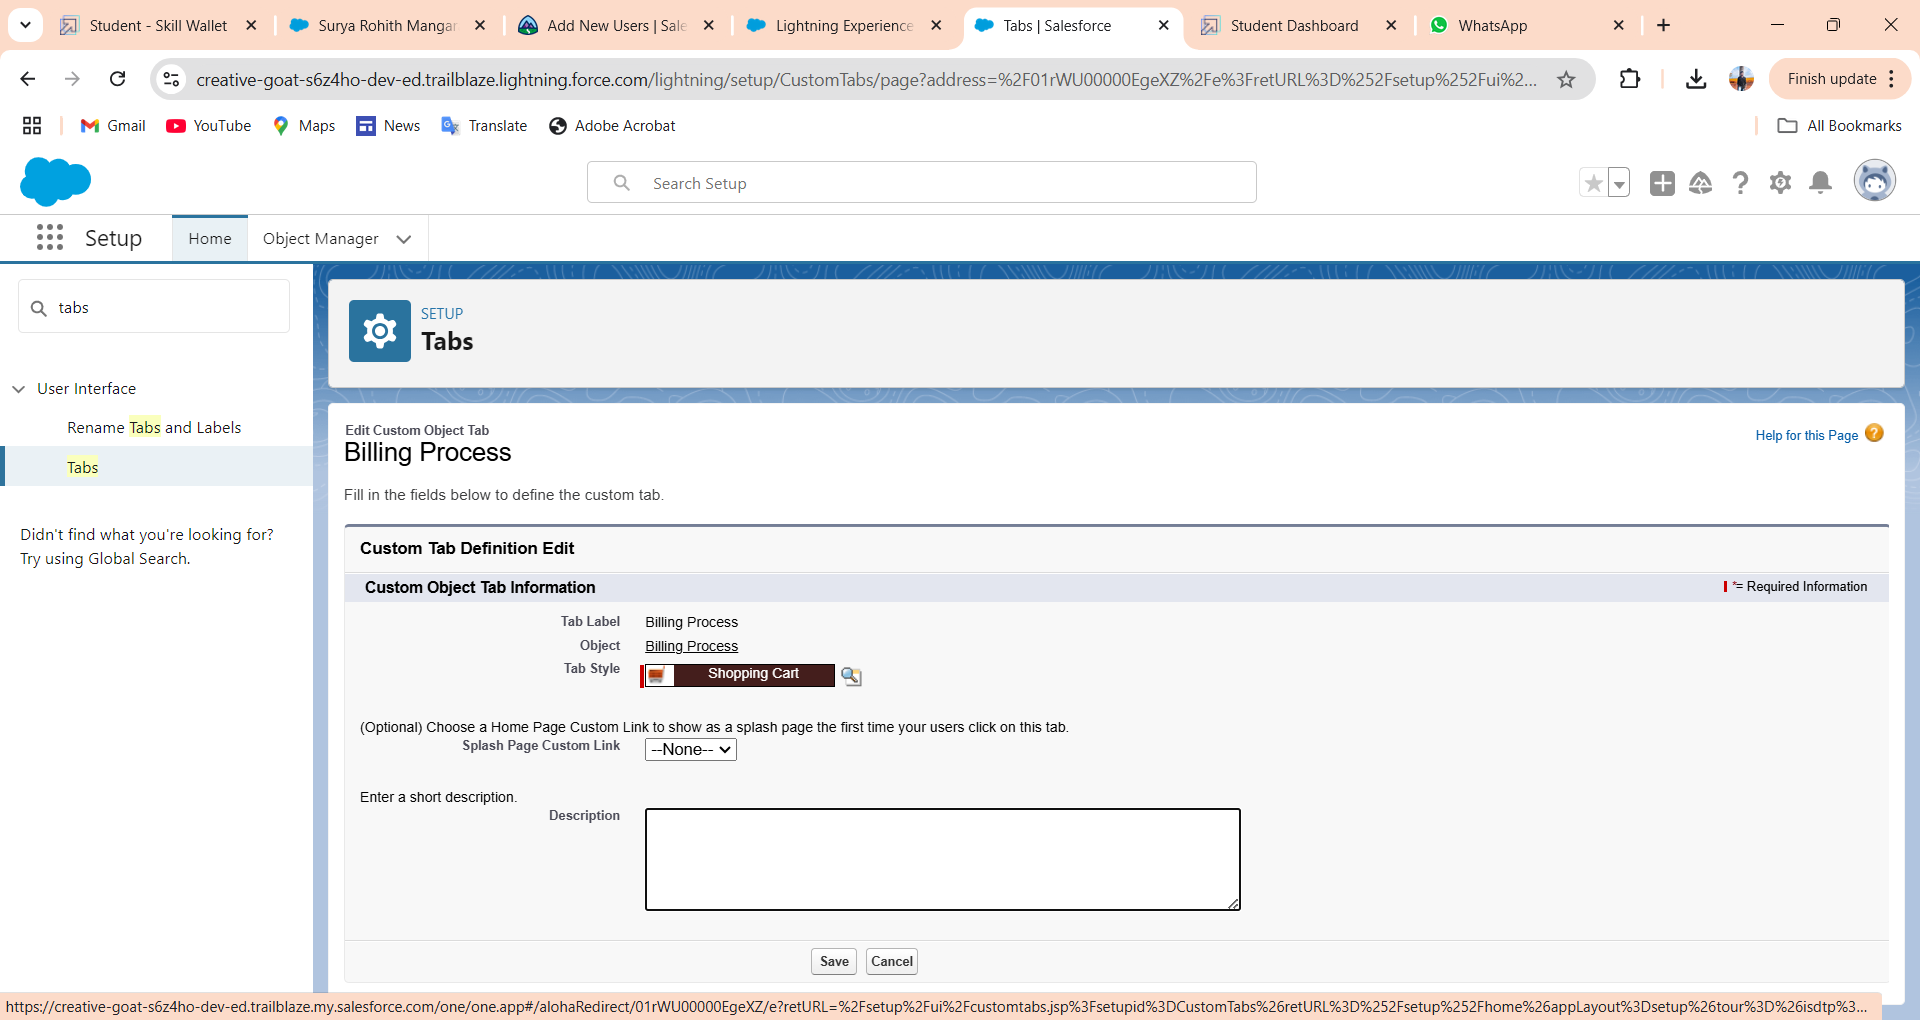 Student - Skill Wallet
Surya Rohith Mangar
Add New Users | Sale
Lightning Experience
Tabs | Salesforce
Student Dashboard
WhatsApp
creative-goat-s6z4ho-dev-ed.trailblaze.lightning.force.com/lightning/setup/CustomTabs/page?address=%2F01rWU00000EgeXZ%2Fe%3FretURL%3D%252Fsetup%252Fui%2...
Finish update
Gmail
YouTube
Maps
News
Translate
Adobe Acrobat
All Bookmarks
Search Setup
Setup
Home
Object Manager
tabs
User Interface
Rename Tabs and Labels
Tabs
Didn't find what you're looking for?
Try using Global Search.
SETUP
Tabs
Edit Custom Object Tab
Billing Process
Help for this Page
Fill in the fields below to define the custom tab.
Custom Tab Definition Edit
Custom Object Tab Information
*= Required Information
Tab Label Billing Process
Object Billing Process
Tab Style Shopping Cart
(Optional) Choose a Home Page Custom Link to show as a splash page the first time your users click on this tab.
Splash Page Custom Link --None--
Enter a short description.
Description
Save Cancel
https://creative-goat-s6z4ho-dev-ed.trailblaze.my.salesforce.com/one/one.app#/alohaRedirect/01rWU00000EgeXZ/e?retURL=%2Fsetup%2Fui%2Fcustomtabs.jsp%3Fsetupid%3DCustomTabs%26retURL%3D%252Fsetup%252Fhome%26appLayout%3Dsetup%26tour%3D%26isdtp%3...